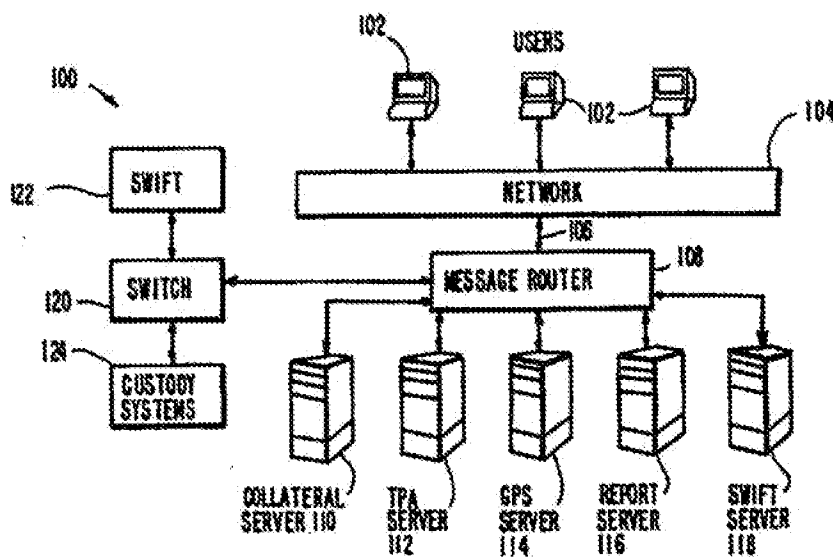 102
USERS
100
102
104
SWIFT
122
NETWORK
106
108
MESSAGE ROUTER
SWITCH
120
124
CUSTODY
SYSTEMS
COLLATERAL
SERVER 110
TPA
SERVER
112
GPS
SERVER
114
REPORT
SERVER
116
SWIFT
SERVER
118